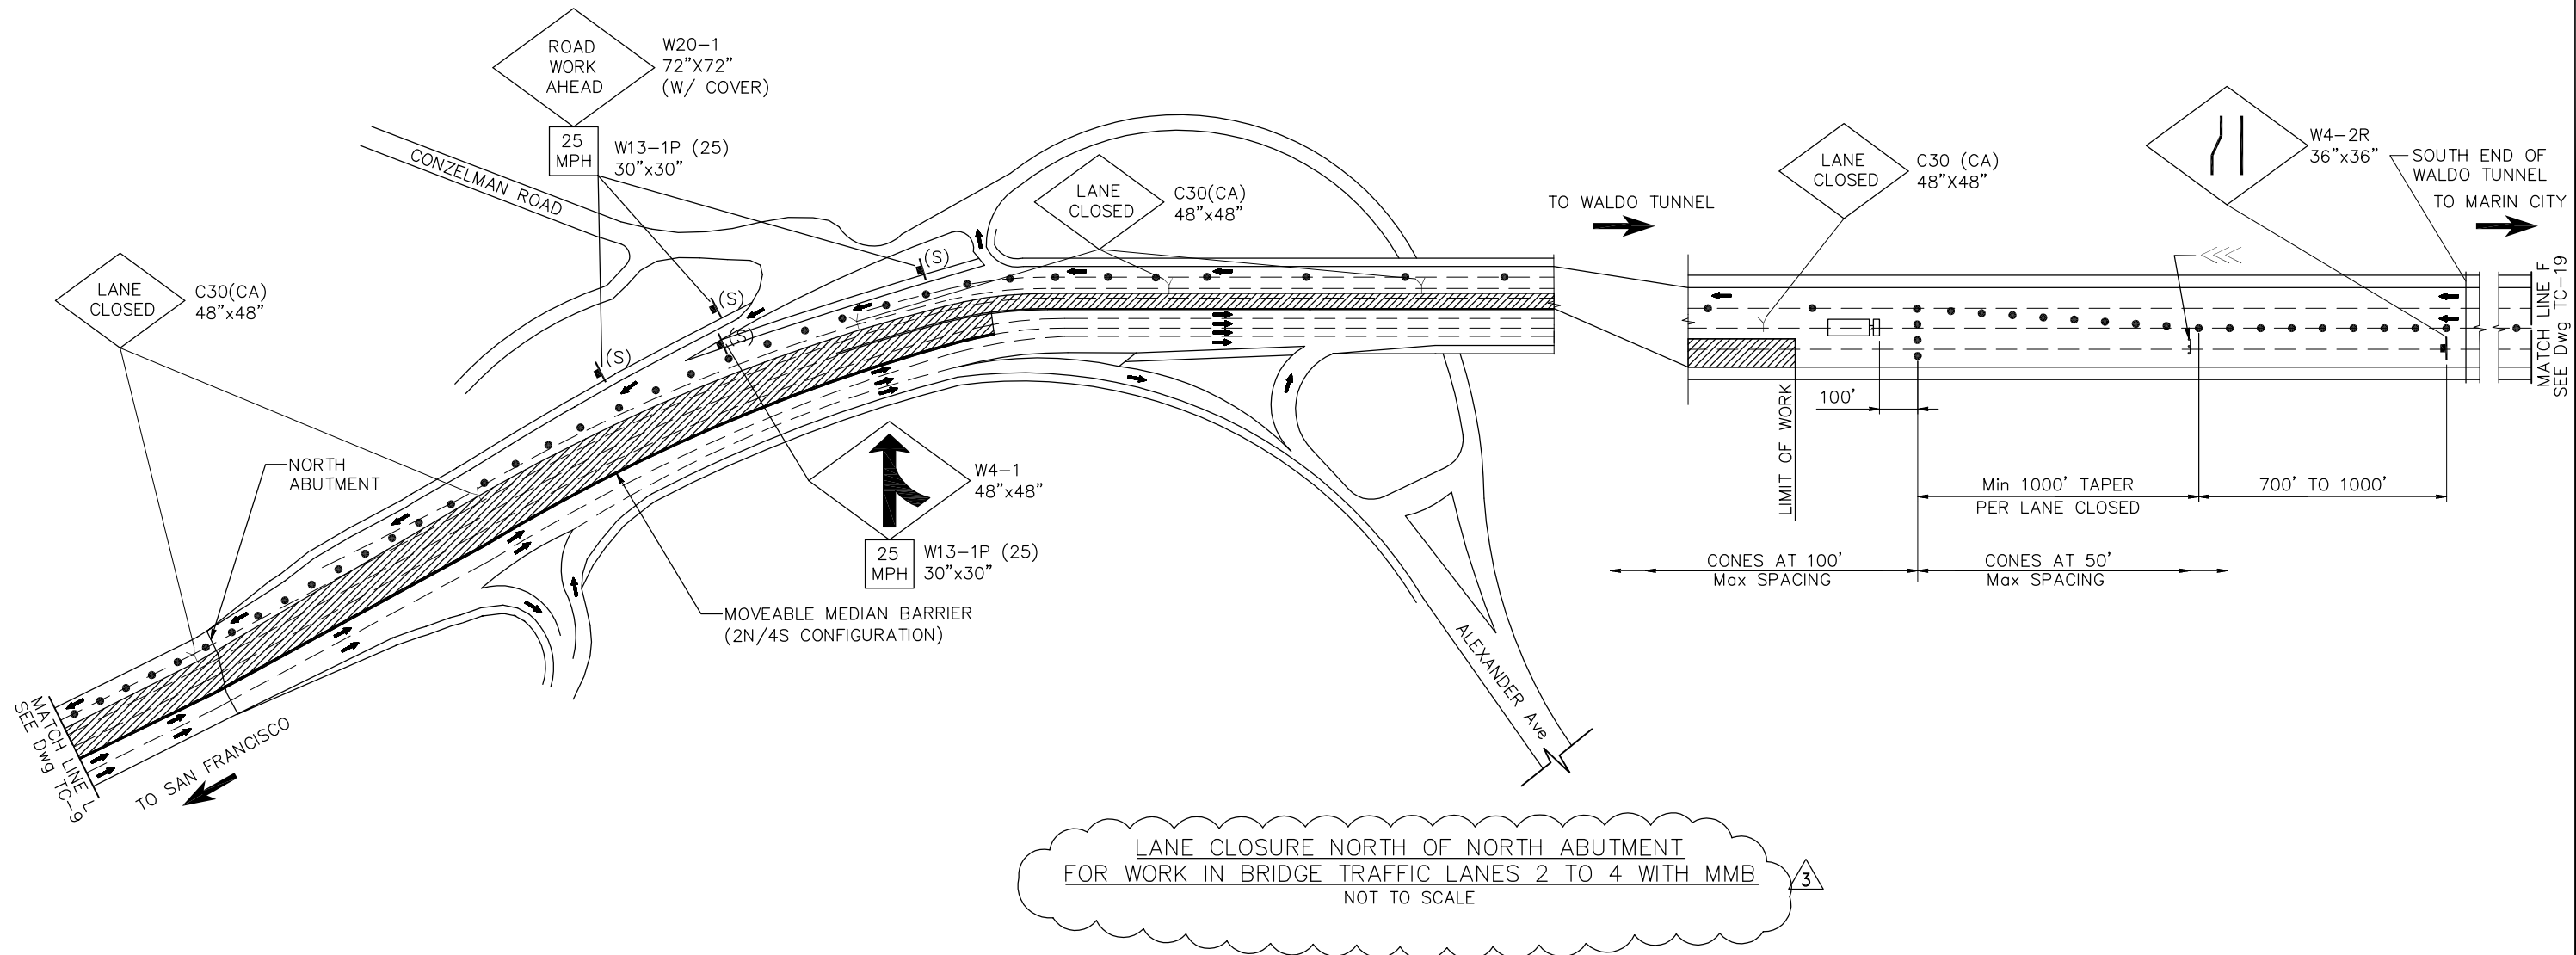 ROAD
WORK
AHEAD
W20-1
72"X72"
(W/ COVER)
25
MPH
W13-1P (25)
30"x30"
CONZELMAN ROAD
LANE
CLOSED
C30(CA)
48"x48"
LANE
CLOSED
C30(CA)
48"x48"
(S)
(S)
(S)
(S)
NORTH
ABUTMENT
W4-1
48"x48"
25
MPH
W13-1P (25)
30"x30"
MOVEABLE MEDIAN BARRIER
(2N/4S CONFIGURATION)
MATCH LINE L
SEE Dwg TC-9
TO SAN FRANCISCO
ALEXANDER Ave
TO WALDO TUNNEL
LANE
CLOSED
C30 (CA)
48"X48"
W4-2R
36"x36"
SOUTH END OF
WALDO TUNNEL
TO MARIN CITY
MATCH LINE F
SEE Dwg TC-19
LIMIT OF WORK
100'
Min 1000' TAPER
PER LANE CLOSED
700' TO 1000'
CONES AT 100'
Max SPACING
CONES AT 50'
Max SPACING
LANE CLOSURE NORTH OF NORTH ABUTMENT
FOR WORK IN BRIDGE TRAFFIC LANES 2 TO 4 WITH MMB
NOT TO SCALE
3